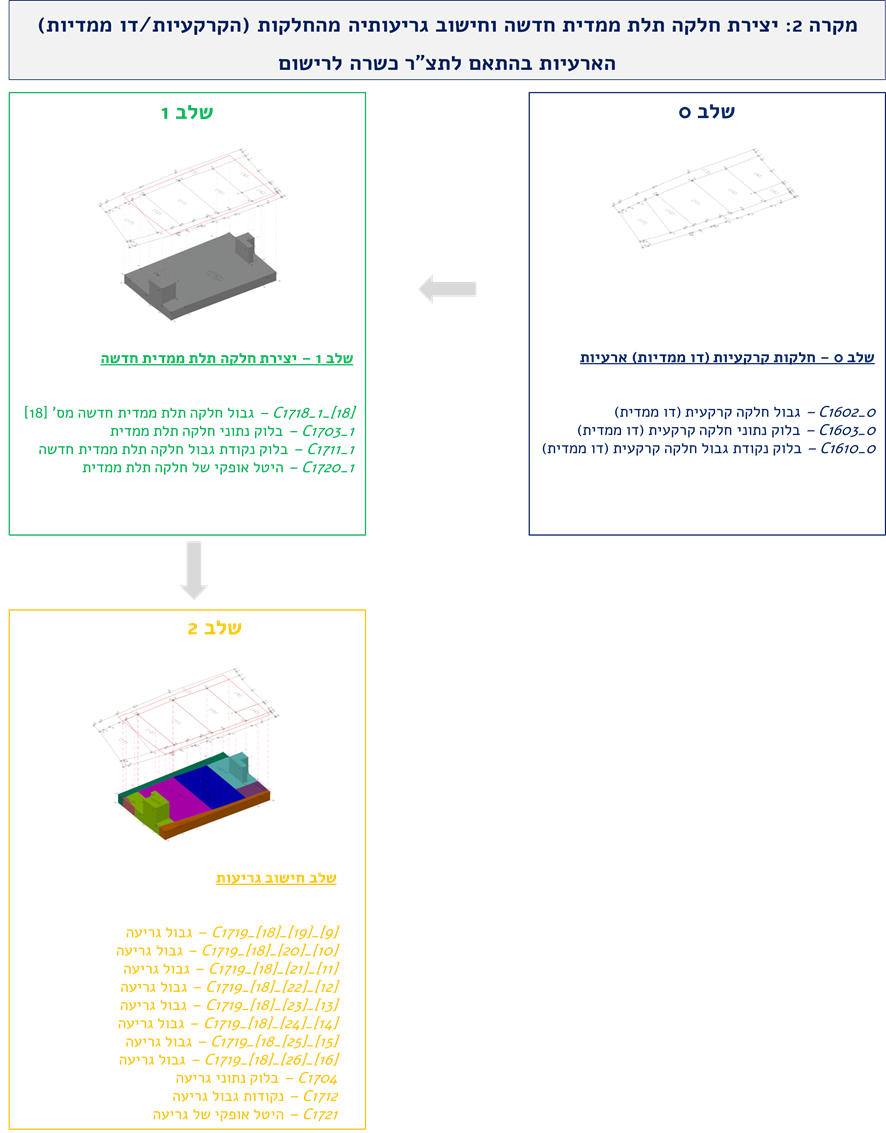 מקרה 2: יצירת חלקה תלת ממדית חדשה וחישוב גריעותיה מהחלקות (הקרקעיות/דו ממדיות)
הארעיות בהתאם לתצ"ר כשרה לרישום
שלב 0
שלב 0 – חלקות קרקעיות (דו ממדיות) ארעיות
C1602_0 – גבול חלקה קרקעית (דו ממדית)
C1603_0 – בלוק נתוני חלקה קרקעית (דו ממדית)
C1610_0 – בלוק נקודת גבול חלקה קרקעית (דו ממדית)
שלב 1
שלב 1 – יצירת חלקה תלת ממדית חדשה
C1718_1_[18] – גבול חלקה תלת ממדית חדשה מס' [18]
C1703_1 – בלוק נתוני חלקה תלת ממדית
C1711_1 – בלוק נקודת גבול חלקה תלת ממדית חדשה
C1720_1 – היטל אופקי של חלקה תלת ממדית
שלב 2
שלב חישוב גריעות
C1719_[18]_[19]_[9] – גבול גריעה
C1719_[18]_[20]_[10] – גבול גריעה
C1719_[18]_[21]_[11] – גבול גריעה
C1719_[18]_[22]_[12] – גבול גריעה
C1719_[18]_[23]_[13] – גבול גריעה
C1719_[18]_[24]_[14] – גבול גריעה
C1719_[18_[25]_[15] – גבול גריעה
C1719_[18]_[26]_[16] – גבול גריעה
C1704 – בלוק נתוני גריעה
C1712 – נקודות גבול גריעה
C1721 – היטל אופקי של גריעה